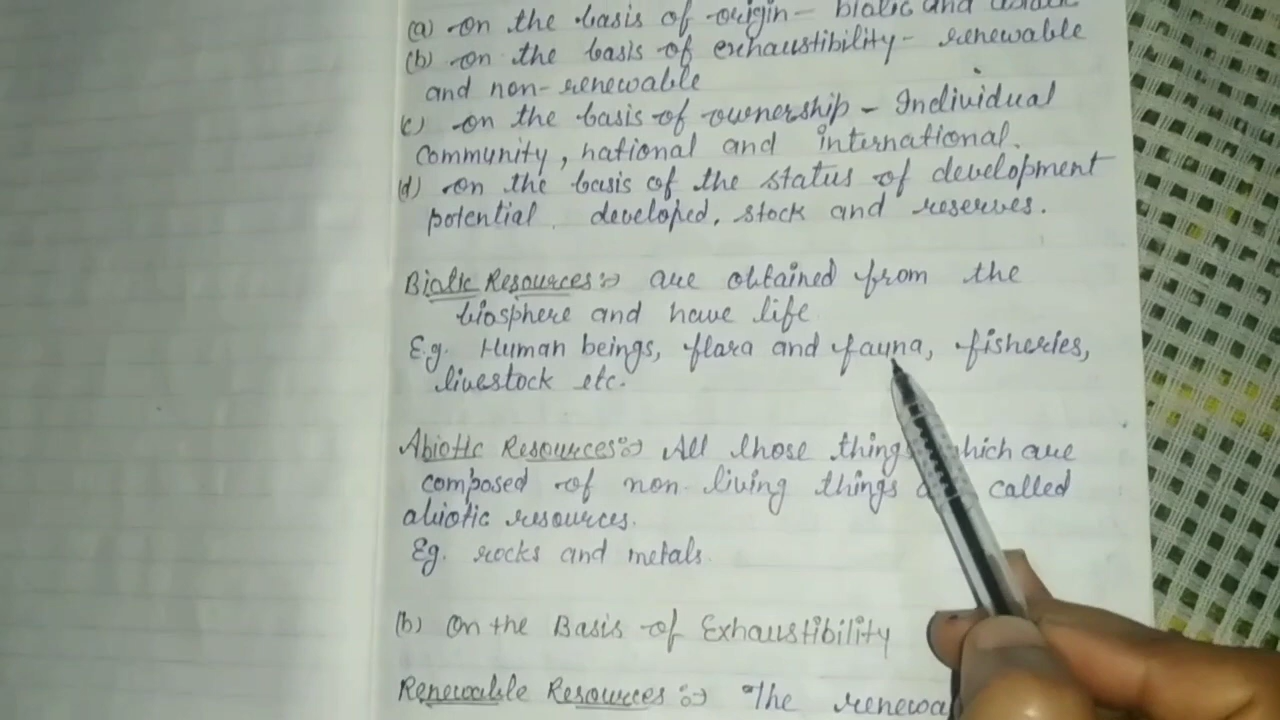 (a) on the basis of origin - biotic and
(b) on the basis of exhaustibility - renewable
and non-renewable
(c) on the basis of ownership - Individual
community, national and international.
(d) on the basis of the status of development
potential. developed, stock and reserves.
Biotic Resources :→ are obtained from the
biosphere and have life
E.g. Human beings, flora and fauna, fisheries,
livestock etc.
Abiotic Resources :→ All those things which are
composed of non-living things called
abiotic resources.
Eg. rocks and metals.
(b) On the Basis of Exhaustibility
Renewable Resources :→ The